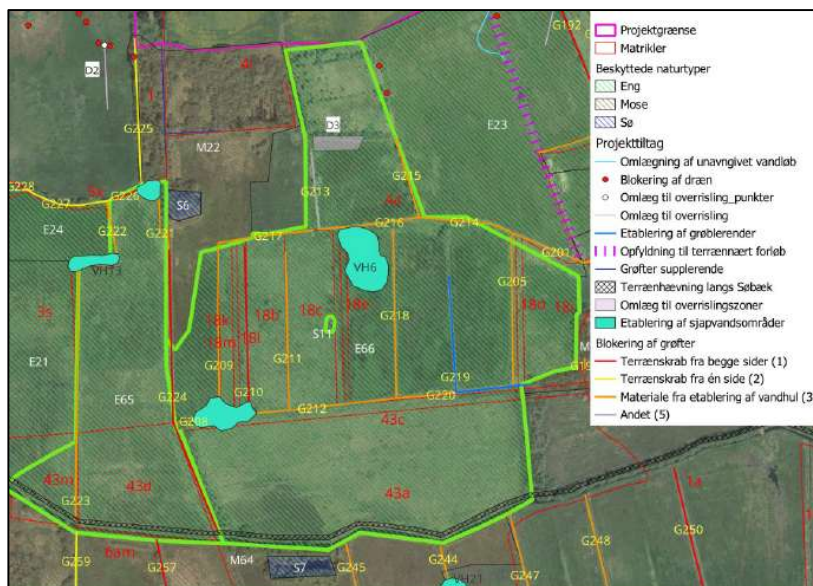 G192
Projektgrænse
Matrikler
Beskyttede naturtyper
Eng
Mose
Sø
Projekttiltag
Omlægning af unavngivet vandløb
Blokering af dræn
Omlæg til overrisling_punkter
Omlæg til overrisling
Etablering af grøblerender
Opfyldning til terrænnært forløb
Grøfter supplerende
Terrænhævning langs Søbæk
Omlæg til overrislingszoner
Etablering af sjapvandsområder
Blokering af grøfter
Terrænskrab fra begge sider (1)
Terrænskrab fra én side (2)
Materiale fra etablering af vandhul (3
Andet (5)
D2
G225
M22
D3
E23
G213
G215
G228
G227
G226
S6
G222
G221
E24
G217
G216
G214
G201
VH13
VH6
G205
3s
18k
18b
18c
18e
18m
18l
S11
G218
G209
G211
E66
E21
E65
G210
G219
G224
G212
G220
G208
43c
43m
43d
43a
G223
6am
G259
G257
M64
S7
G245
G244
G247
G248
G250
VH21